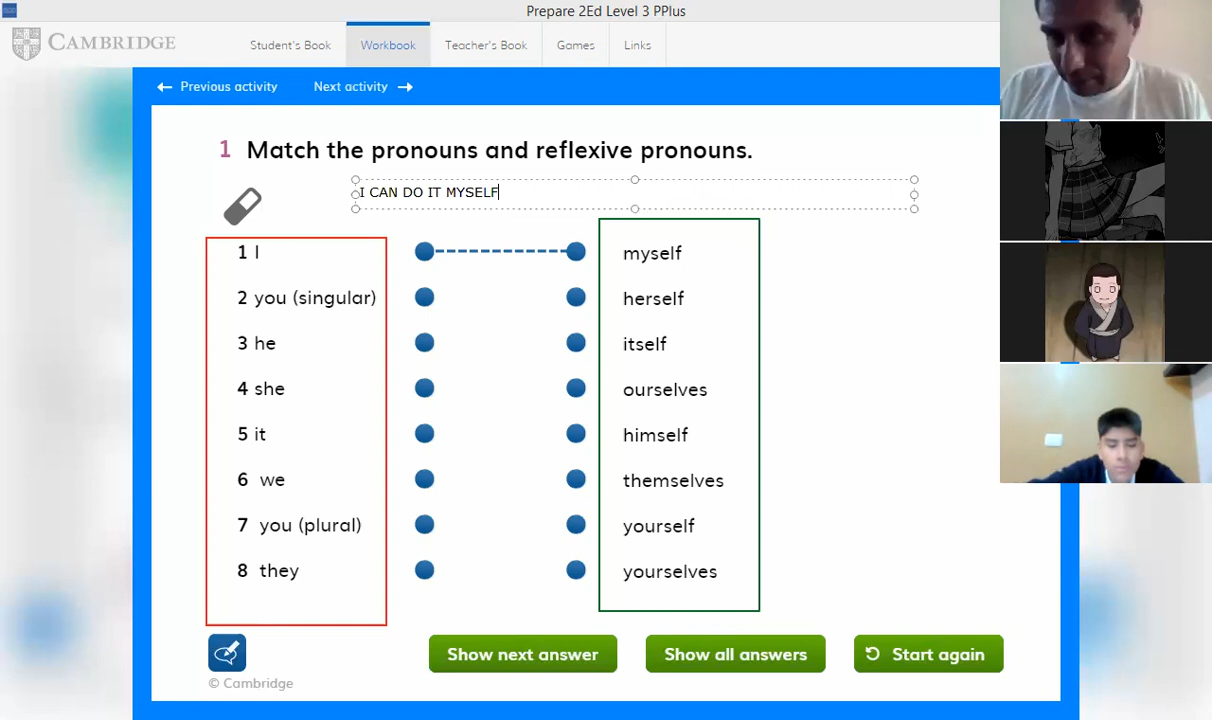 Prepare 2Ed Level 3 PPlus
CAMBRIDGE
Student's Book
Workbook
Teacher's Book
Games
Links
Previous activity
Next activity
1 Match the pronouns and reflexive pronouns.
I CAN DO IT MYSELF
1 I
myself
2 you (singular)
herself
3 he
itself
4 she
ourselves
5 it
himself
6 we
themselves
7 you (plural)
yourself
8 they
yourselves
Show next answer
Show all answers
Start again
© Cambridge